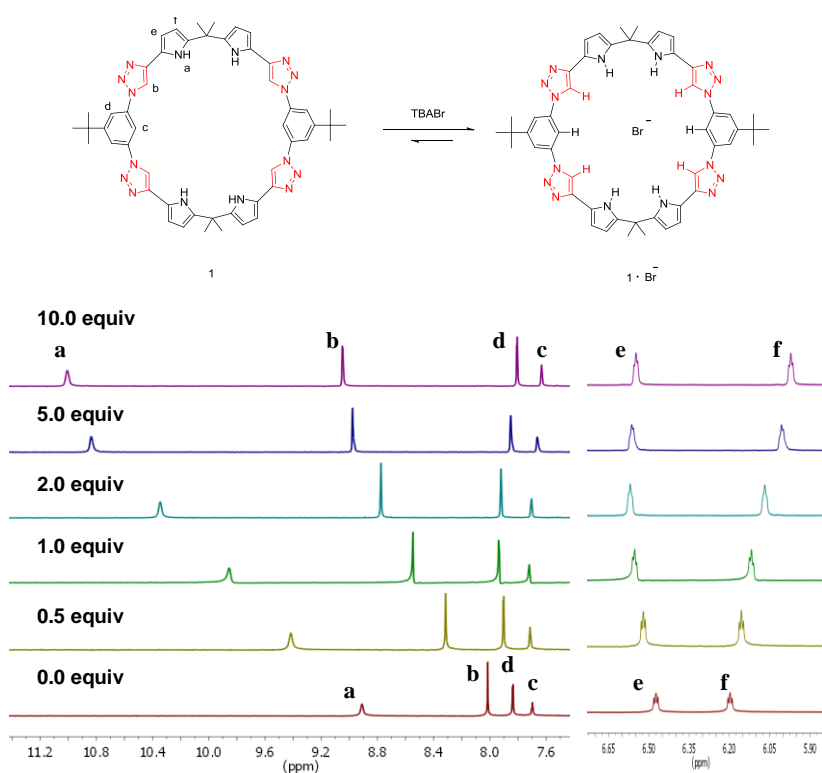 e f
N NH HN N
N a N
N N
N b N
d
c
TBABr
Br⁻
N N
N N
N N
NH HN
1
N N
N H H N
N N
N H H N
H H
N H H N
N N
N H H N
N N
1 · Br⁻
10.0 equiv
a b d c e f
5.0 equiv
2.0 equiv
1.0 equiv
0.5 equiv
0.0 equiv
a b d c e f
11.2 10.8 10.4 10.0 9.6 9.2 8.8 8.4 8.0 7.6
(ppm)
6.65 6.50 6.35 6.20 6.05 5.90
(ppm)